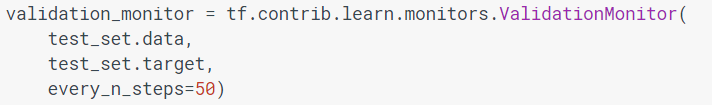 validation_monitor = tf.contrib.learn.monitors.ValidationMonitor(
    test_set.data,
    test_set.target,
    every_n_steps=50)